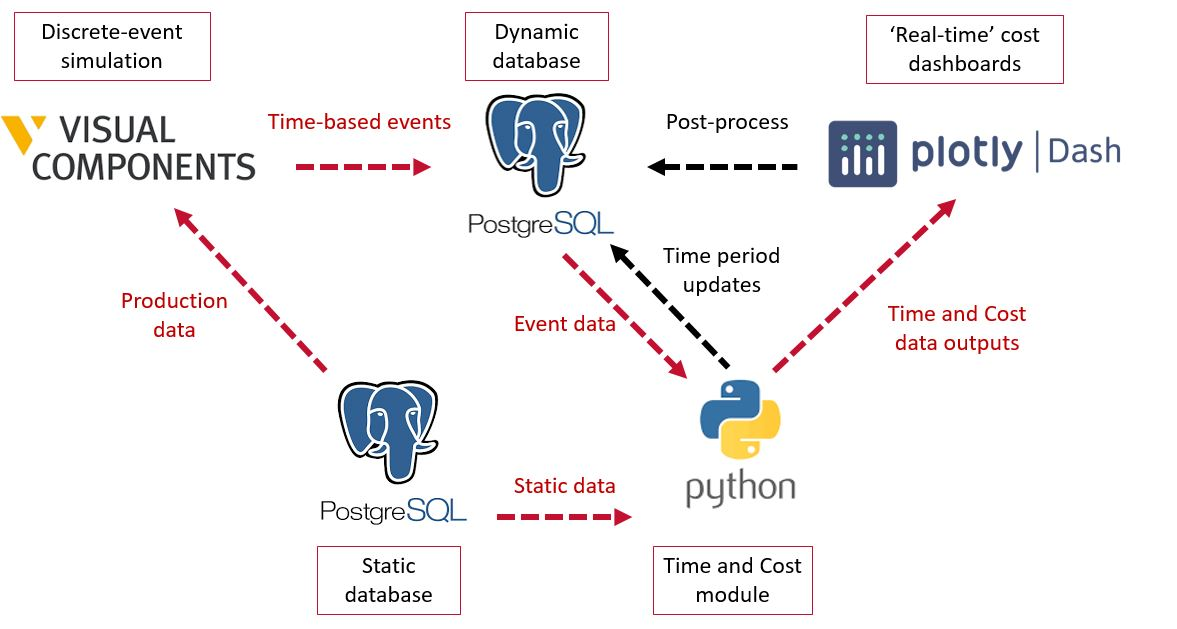 Discrete-event
simulation
Dynamic
database
‘Real-time’ cost
dashboards
VISUAL
COMPONENTS
Time-based events
PostgreSQL
Post-process
plotly | Dash
Production
data
Event data
Time period
updates
Time and Cost
data outputs
PostgreSQL
Static data
python
Static
database
Time and Cost
module